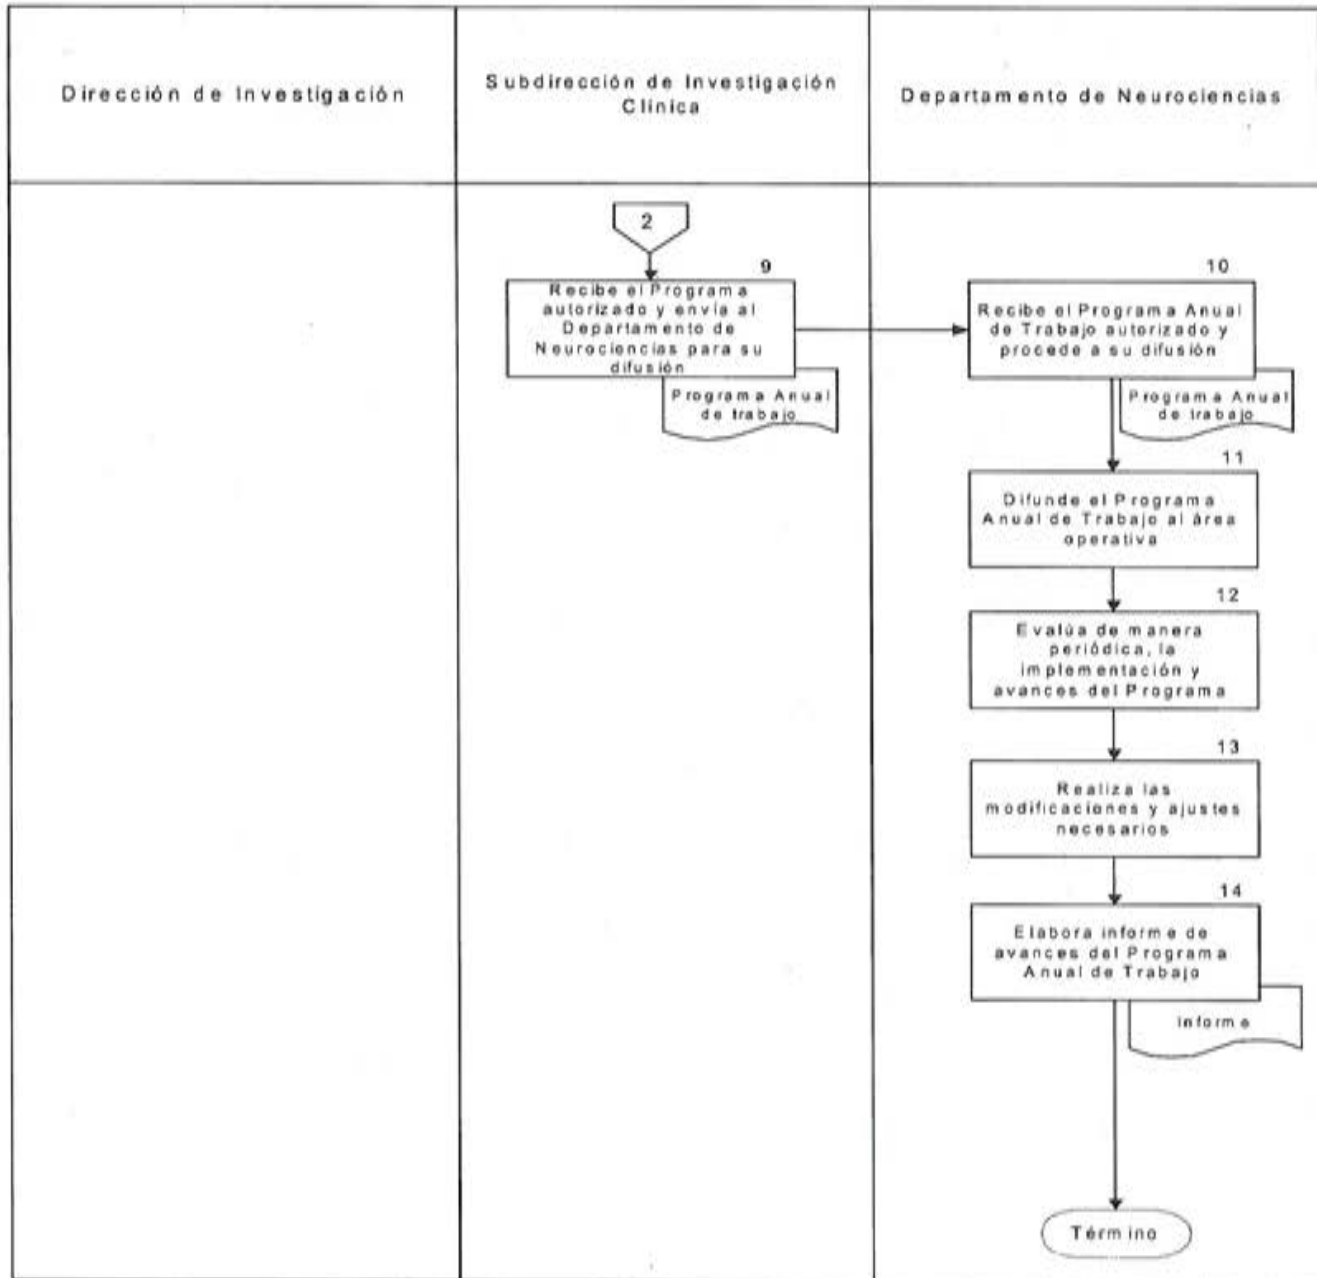 Dirección de Investigación
Subdirección de Investigación
Clínica
Departamento de Neurociencias
2
9
Recibe el Programa
autorizado y envía al
Departamento de
Neurociencias para su
difusión
Programa Anual
de trabajo
10
Recibe el Programa Anual
de Trabajo autorizado y
procede a su difusión
Programa Anual
de trabajo
11
Difunde el Programa
Anual de Trabajo al área
operativa
12
Evalúa de manera
periódica, la
implementación y
avances del Programa
13
Realiza las
modificaciones y ajustes
necesarios
14
Elabora informe de
avances del Programa
Anual de Trabajo
Informe
Término